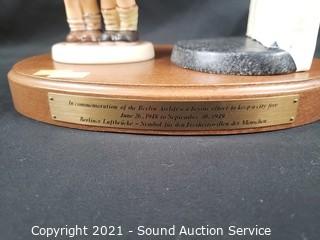 In commemoration of the Berlin Airlift - a heroic effort to keep a city free
June 26, 1948 to September 30, 1949
Berliner Luftbrücke - Symbol für den Freiheitswillen der Menschen
Copyright 2021 - Sound Auction Service